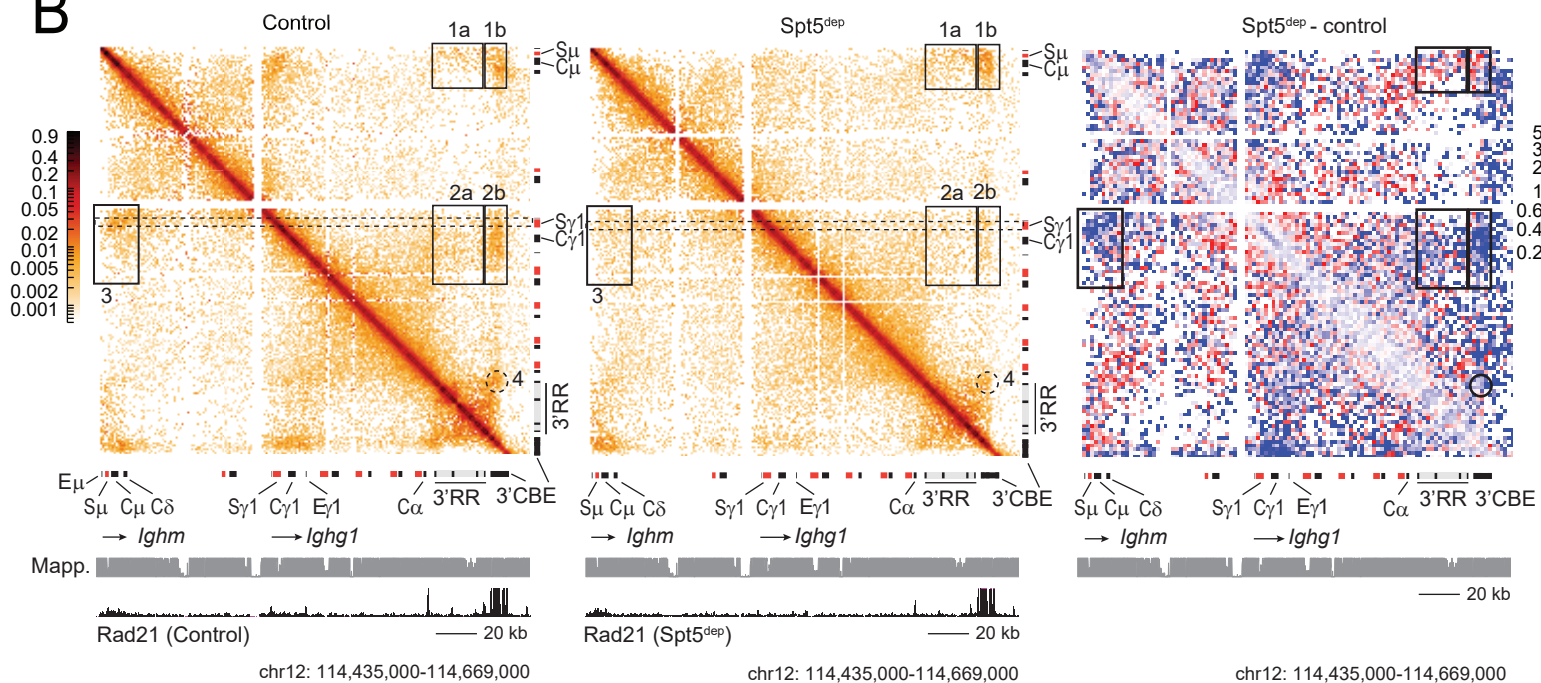 B
Control
Spt5dep
Spt5dep - control
1a 1b
1a 1b
Sμ
Cμ
Sμ
Cμ
0.9
0.4
0.2
0.1
0.05
0.02
0.01
0.005
0.002
0.001
5
3
2
1
0.6
0.4
0.2
2a 2b
2a 2b
Sγ1
Cγ1
Sγ1
Cγ1
3
3
4
4
3'RR
3'RR
Eμ
Sμ Cμ Cδ
Sγ1 Cγ1 Eγ1
Cα
3'RR
3'CBE
Sμ Cμ Cδ
Sγ1 Cγ1 Eγ1
Cα
3'RR
3'CBE
Sμ Cμ Cδ
Sγ1 Cγ1 Eγ1
Cα
3'RR
3'CBE
→ Ighm → Ighg1
→ Ighm → Ighg1
→ Ighm → Ighg1
Mapp.
20 kb
Rad21 (Control)
20 kb
Rad21 (Spt5dep)
20 kb
chr12: 114,435,000-114,669,000
chr12: 114,435,000-114,669,000
chr12: 114,435,000-114,669,000